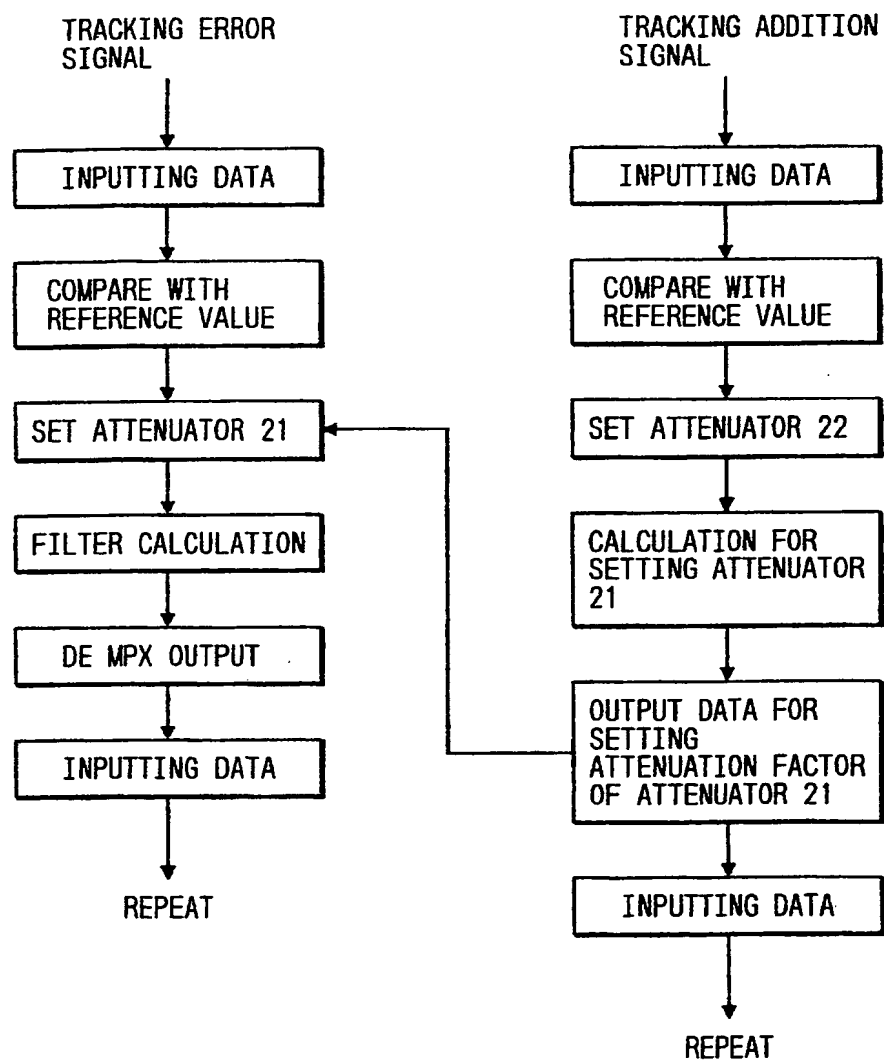 TRACKING ERROR
SIGNAL
INPUTTING DATA
COMPARE WITH
REFERENCE VALUE
SET ATTENUATOR 21
FILTER CALCULATION
DE MPX OUTPUT
INPUTTING DATA
REPEAT
TRACKING ADDITION
SIGNAL
INPUTTING DATA
COMPARE WITH
REFERENCE VALUE
SET ATTENUATOR 22
CALCULATION FOR
SETTING ATTENUATOR
21
OUTPUT DATA FOR
SETTING
ATTENUATION FACTOR
OF ATTENUATOR 21
INPUTTING DATA
REPEAT